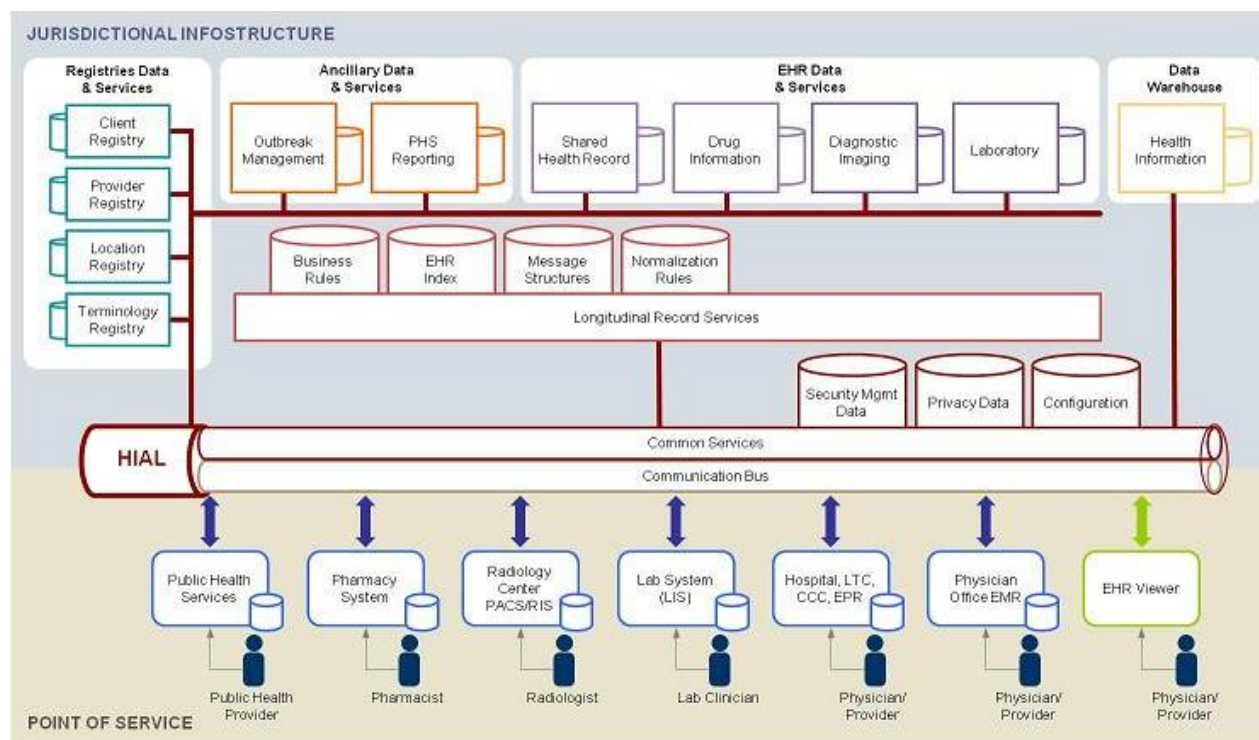 JURISDICTIONAL INFOSTRUCTURE
Registries Data
& Services
Ancillary Data
& Services
EHR Data
& Services
Data
Warehouse
Client
Registry
Provider
Registry
Location
Registry
Terminology
Registry
Outbreak
Management
PHS
Reporting
Shared
Health Record
Drug
Information
Diagnostic
Imaging
Laboratory
Health
Information
Business
Rules
EHR
Index
Message
Structures
Normalization
Rules
Longitudinal Record Services
Security Mgmt
Data
Privacy Data
Configuration
HIAL
Common Services
Communication Bus
Public Health
Services
Pharmacy
System
Radiology
Center
PACS/RIS
Lab System
(LIS)
Hospital, LTC,
CCC, EPR
Physician
Office EMR
EHR Viewer
Public Health
Provider
Pharmacist
Radiologist
Lab Clinician
Physician/
Provider
Physician/
Provider
Physician/
Provider
POINT OF SERVICE